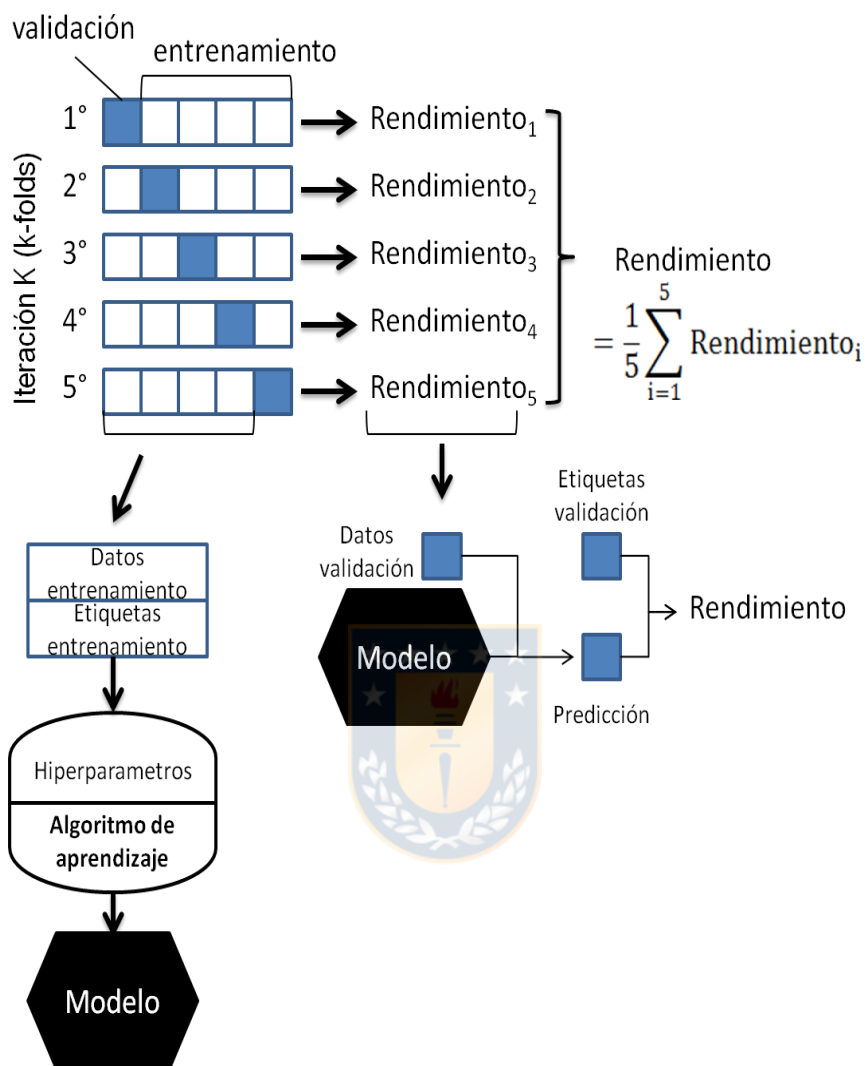 validación
entrenamiento
Iteración K (k-folds)
1° Rendimiento₁
2° Rendimiento₂
3° Rendimiento₃
4° Rendimiento₄
5° Rendimiento₅
Rendimiento
= 1/5 ∑ᵢ₌₁⁵ Rendimientoᵢ
Datos
entrenamiento
Etiquetas
entrenamiento
Hiperparametros
Algoritmo de
aprendizaje
Modelo
Datos
validación
Modelo
Etiquetas
validación
Predicción
Rendimiento